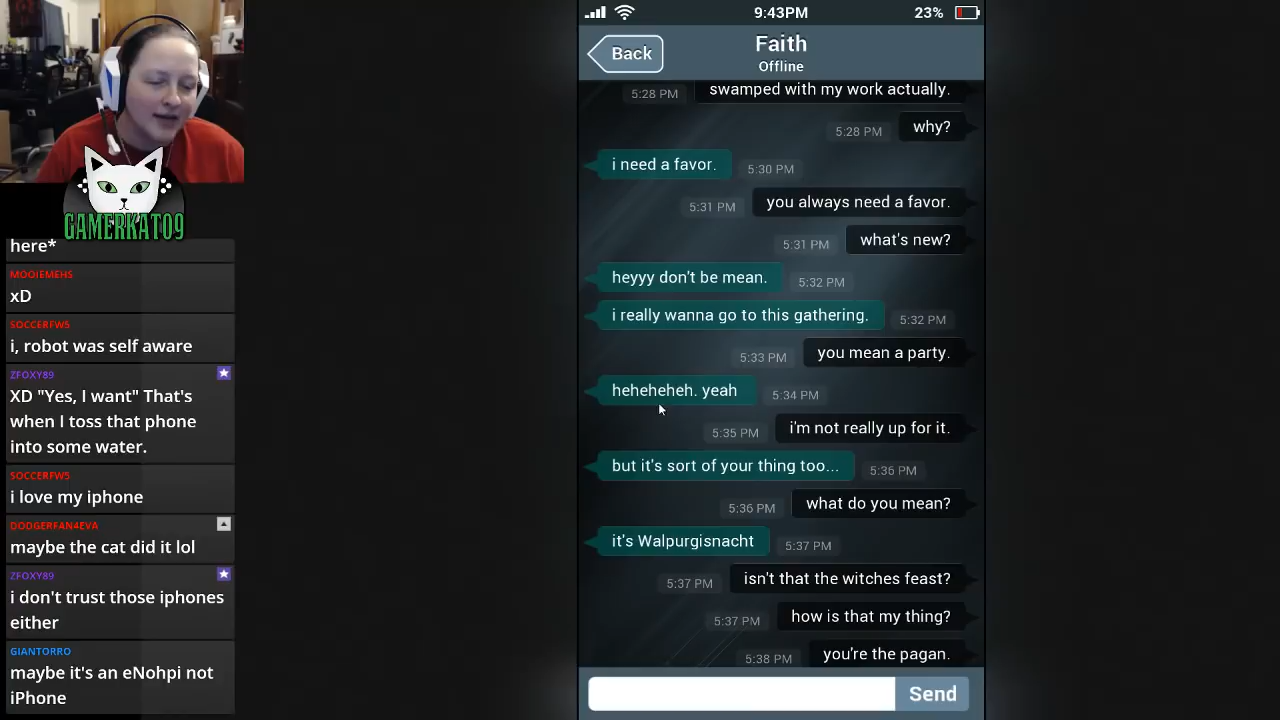 GAMERKAT09
here*
MOOIEMEHS
xD
SOCCERFW5
i, robot was self aware
ZFOXY89
XD "Yes, I want" That's
when I toss that phone
into some water.
SOCCERFW5
i love my iphone
DODGERFAN4EVA
maybe the cat did it lol
ZFOXY89
i don't trust those iphones
either
GIANTORRO
maybe it's an eNohpi not
iPhone
9:43PM
23%
Back
Faith
Offline
5:28 PM swamped with my work actually.
5:28 PM why?
i need a favor. 5:30 PM
5:31 PM you always need a favor.
5:31 PM what's new?
heyyy don't be mean. 5:32 PM
i really wanna go to this gathering. 5:32 PM
5:33 PM you mean a party.
heheheheh. yeah 5:34 PM
5:35 PM i'm not really up for it.
but it's sort of your thing too... 5:36 PM
5:36 PM what do you mean?
it's Walpurgisnacht 5:37 PM
5:37 PM isn't that the witches feast?
5:37 PM how is that my thing?
5:38 PM you're the pagan.
Send